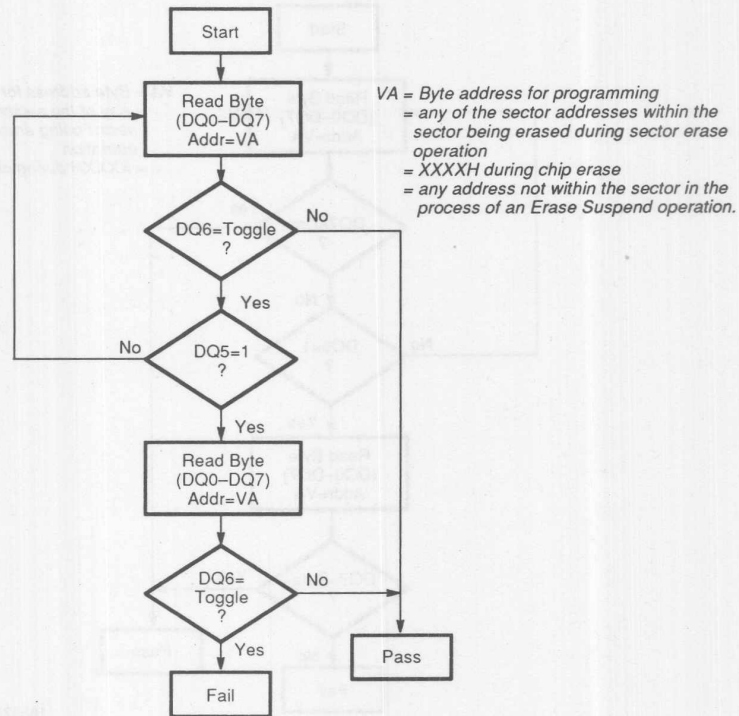 Start
Read Byte
(DQ0–DQ7)
Addr=VA
VA = Byte address for programming
= any of the sector addresses within the
sector being erased during sector erase
operation
= XXXXH during chip erase
= any address not within the sector in the
process of an Erase Suspend operation.
DQ6=Toggle
?
No
Yes
No
DQ5=1
?
Yes
Read Byte
(DQ0–DQ7)
Addr=VA
DQ6=
Toggle
?
No
Yes
Pass
Fail